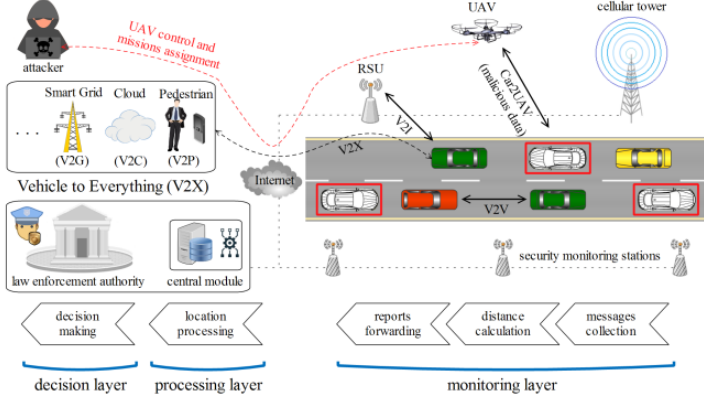 UAV
cellular tower
UAV control and
missions assignment
attacker
RSU
Car2UAV
(malicious data)
Smart Grid
Cloud
Pedestrian
. . .
(V2G)
(V2C)
(V2P)
V2I
V2X
Vehicle to Everything (V2X)
Internet
V2V
law enforcement authority
central module
security monitoring stations
decision
making
location
processing
reports
forwarding
distance
calculation
messages
collection
decision layer
processing layer
monitoring layer